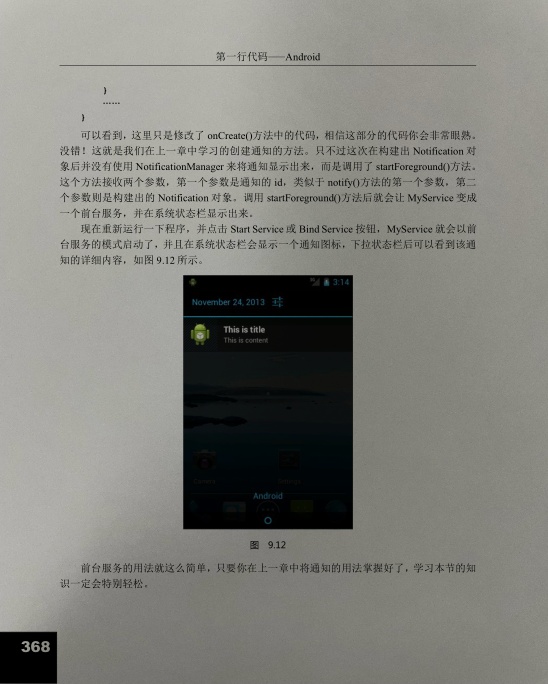 第一行代码——Android
}
......
}
可以看到，这里只是修改了 onCreate()方法中的代码，相信这部分的代码你会非常眼熟。
没错！这就是我们在上一章中学习的创建通知的方法。只不过这次在构建出 Notification 对
象后并没有使用 NotificationManager 来将通知显示出来，而是调用了 startForeground()方法。
这个方法接收两个参数，第一个参数是通知的 id，类似于 notify()方法的第一个参数，第二
个参数则是构建出的 Notification 对象。调用 startForeground()方法后就会让 MyService 变成
一个前台服务，并在系统状态栏显示出来。
现在重新运行一下程序，并点击 Start Service 或 Bind Service 按钮，MyService 就会以前
台服务的模式启动了，并且在系统状态栏会显示一个通知图标，下拉状态栏后可以看到该通
知的详细内容，如图 9.12 所示。
3:14
November 24, 2013
This is title
This is content
Camera
Settings
Android
图 9.12
前台服务的用法就这么简单，只要你在上一章中将通知的用法掌握好了，学习本节的知
识一定会特别轻松。
368